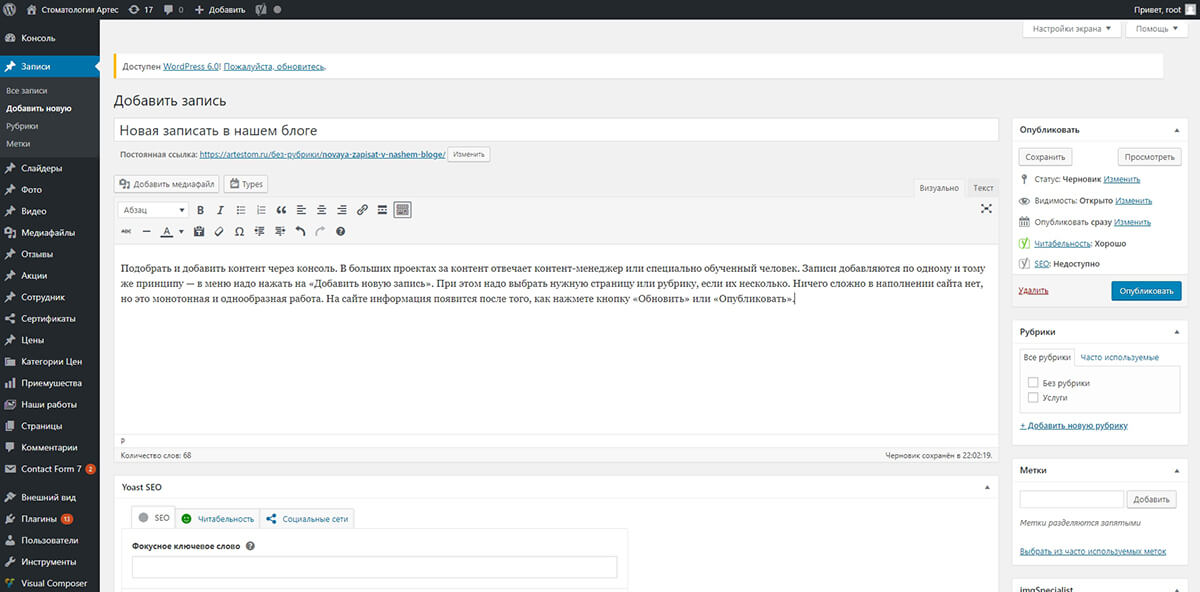 Стоматология Артес 17 0 Добавить
Привет, root
Настройки экрана Помощь
Консоль
Записи
Все записи
Добавить новую
Рубрики
Метки
Слайдеры
Фото
Видео
Медиафайлы
Отзывы
Акции
Сотрудник
Сертификаты
Цены
Категории Цен
Приемушества
Наши работы
Страницы
Комментарии
Contact Form 7 2
Внешний вид
Плагины 13
Пользователи
Инструменты
Visual Composer
Доступен WordPress 6.0! Пожалуйста, обновитесь.
Добавить запись
Новая записать в нашем блоге
Постоянная ссылка: https://artestom.ru/без-рубрики/novaya-zapisat-v-nashem-bloge/ Изменить
Добавить медиафайл Types
Визуально Текст
Абзац B I
ABC A Ω
Подобрать и добавить контент через консоль. В больших проектах за контент отвечает контент-менеджер или специально обученный человек. Записи добавляются по одному и тому
же принципу — в меню надо нажать на «Добавить новую запись». При этом надо выбрать нужную страницу или рубрику, если их несколько. Ничего сложно в наполнении сайта нет,
но это монотонная и однообразная работа. На сайте информация появится после того, как нажмете кнопку «Обновить» или «Опубликовать».
P
Количество слов: 68
Черновик сохранён в 22:02:19.
Yoast SEO
SEO Читабельность Социальные сети
Фокусное ключевое слово
Опубликовать
Сохранить Просмотреть
Статус: Черновик Изменить
Видимость: Открыто Изменить
Опубликовать сразу Изменить
Читабельность: Хорошо
SEO: Недоступно
Удалить Опубликовать
Рубрики
Все рубрики Часто используемые
Без рубрики
Услуги
+ Добавить новую рубрику
Метки
Добавить
Метки разделяются запятыми
Выбрать из часто используемых меток
imgSpecialist